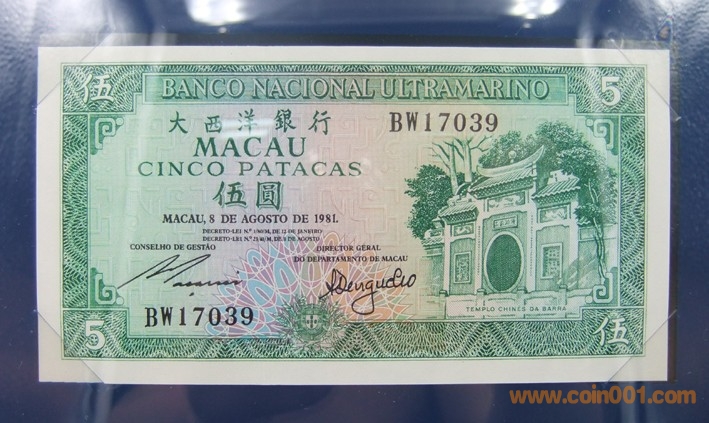 伍 BANCO NACIONAL ULTRAMARINO 5
大西洋銀行 BW17039
MACAU
CINCO PATACAS
伍圓
MACAU, 8 DE AGOSTO DE 1981.
CONSELHO DE GESTÃO
DIRECTOR GERAL
DO DEPARTAMENTO DE MACAU
BW17039
TEMPLO CHINES DA BARRA
5 伍
www.coin001.com